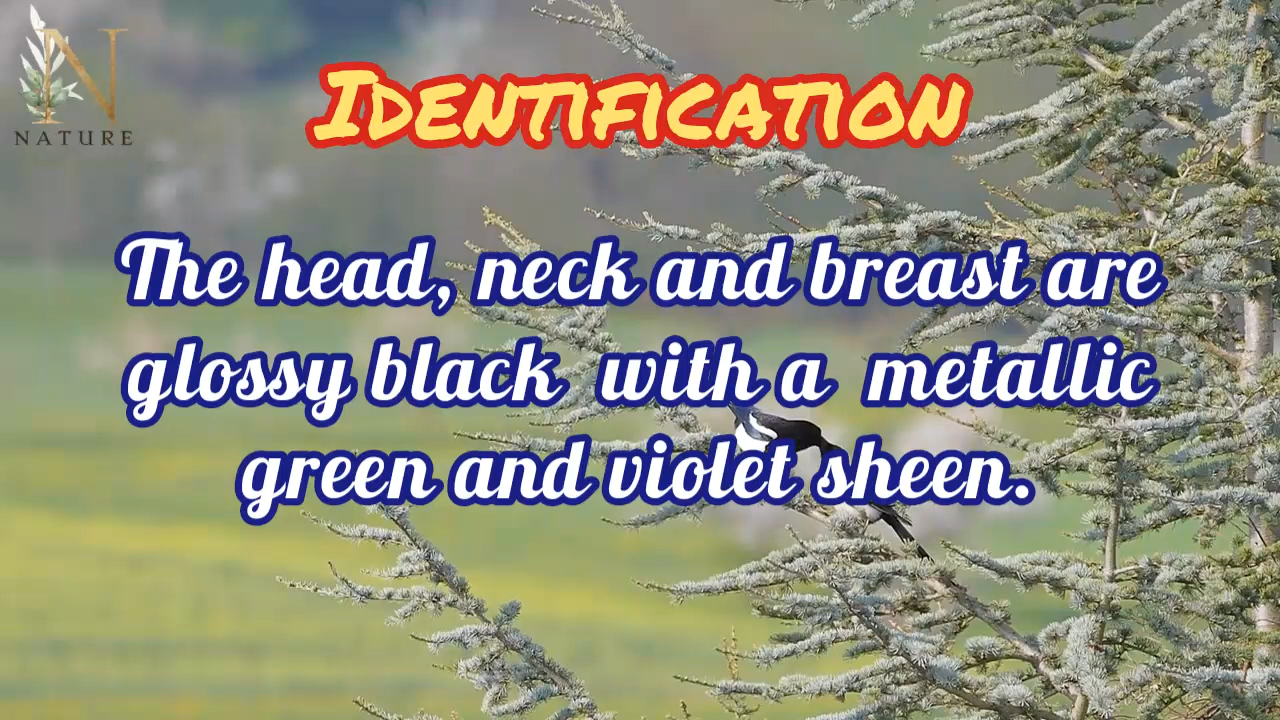 N
NATURE
Identification
The head, neck and breast are
glossy black with a metallic
green and violet sheen.